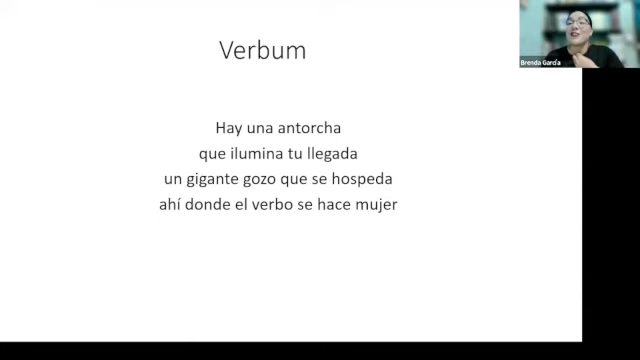 Verbum
Brenda García
Hay una antorcha
que ilumina tu llegada
un gigante gozo que se hospeda
ahí donde el verbo se hace mujer